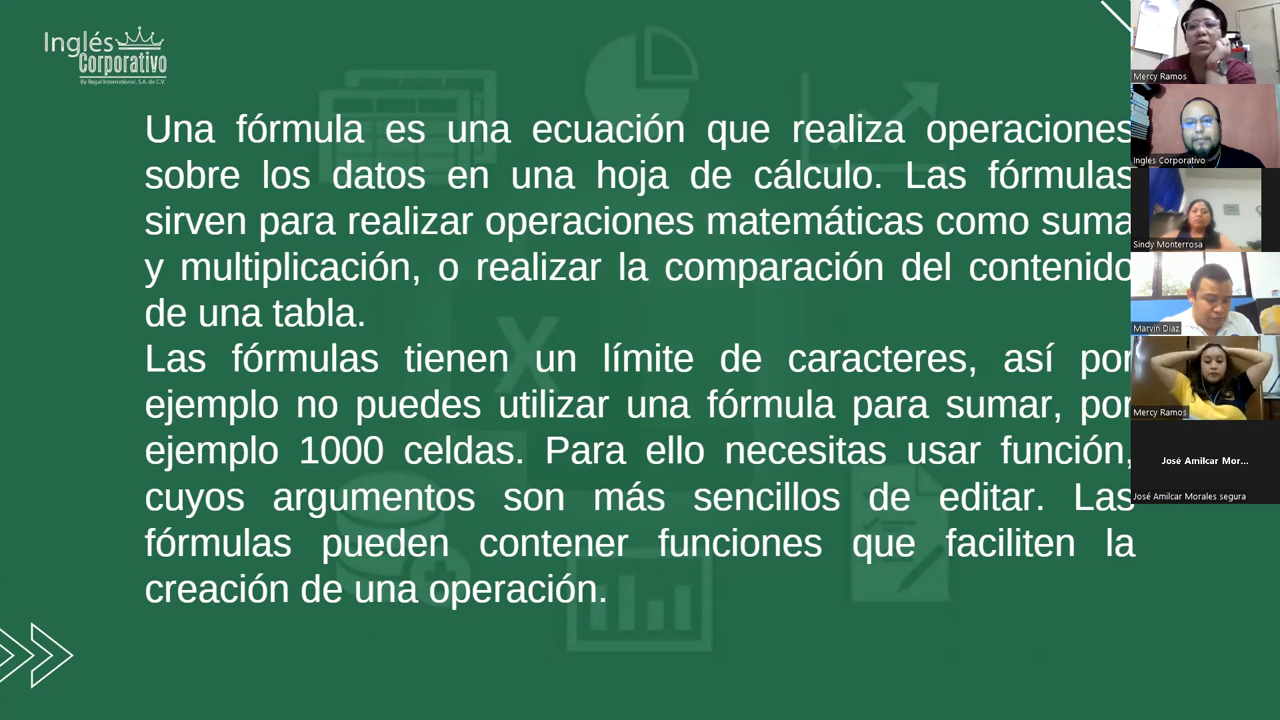 Inglés
Corporativo
By Regal International, S.A. de C.V.
Una fórmula es una ecuación que realiza operaciones
sobre los datos en una hoja de cálculo. Las fórmulas
sirven para realizar operaciones matemáticas como suma
y multiplicación, o realizar la comparación del contenido
de una tabla.
Las fórmulas tienen un límite de caracteres, así por
ejemplo no puedes utilizar una fórmula para sumar, por
ejemplo 1000 celdas. Para ello necesitas usar función,
cuyos argumentos son más sencillos de editar. Las
fórmulas pueden contener funciones que faciliten la
creación de una operación.
X
Mercy Ramos
Ingles Corporativo
Sindy Monterrosa
Marvin Diaz
Mercy Ramos
José Amilcar Mor...
José Amilcar Morales segura